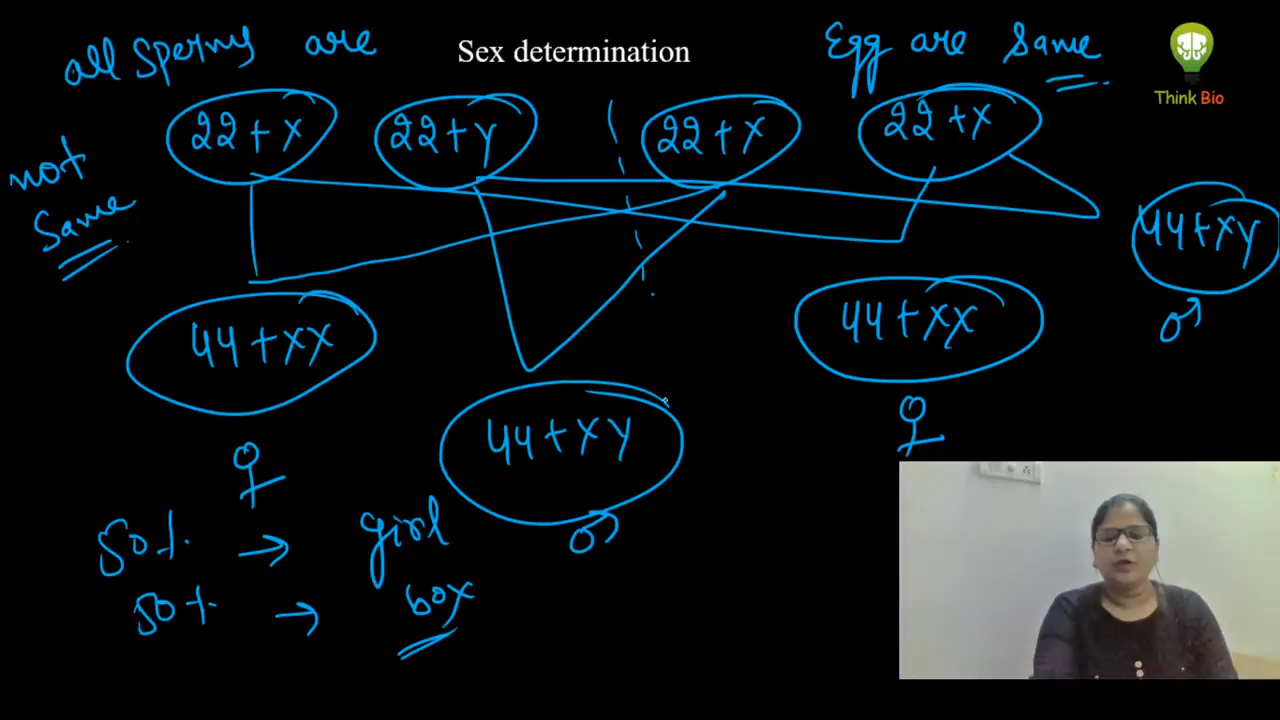 all sperms are
Sex determination
Egg are Same
Think Bio
22 + X
22 + y
22 + X
22 + X
not
Same
44 + XY
44 + XX
44 + XX
♂
44 + XY
♀
♀
50% → girl
♂
50% → boy